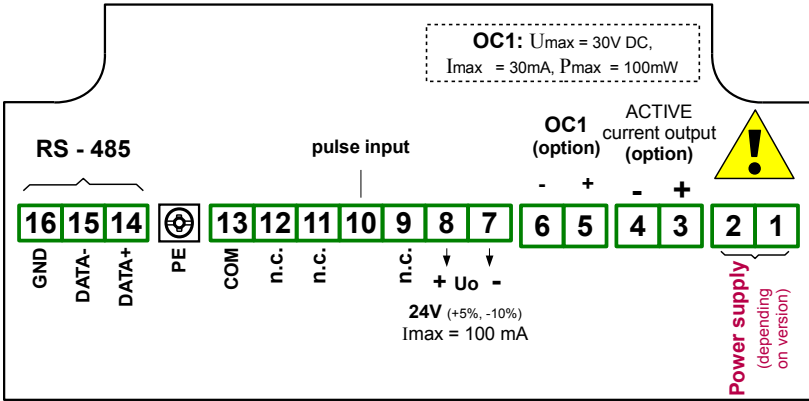 OC1: Umax = 30V DC,
Imax = 30mA, Pmax = 100mW
RS - 485
pulse input
OC1
(option)
- +
ACTIVE
current output
(option)
- +
!
16 15 14
13 12 11 10 9 8 7
6 5
4 3
2 1
GND
DATA-
DATA+
PE
COM
n.c.
n.c.
n.c.
+ Uo -
24V (+5%, -10%)
Imax = 100 mA
Power supply
(depending
on version)